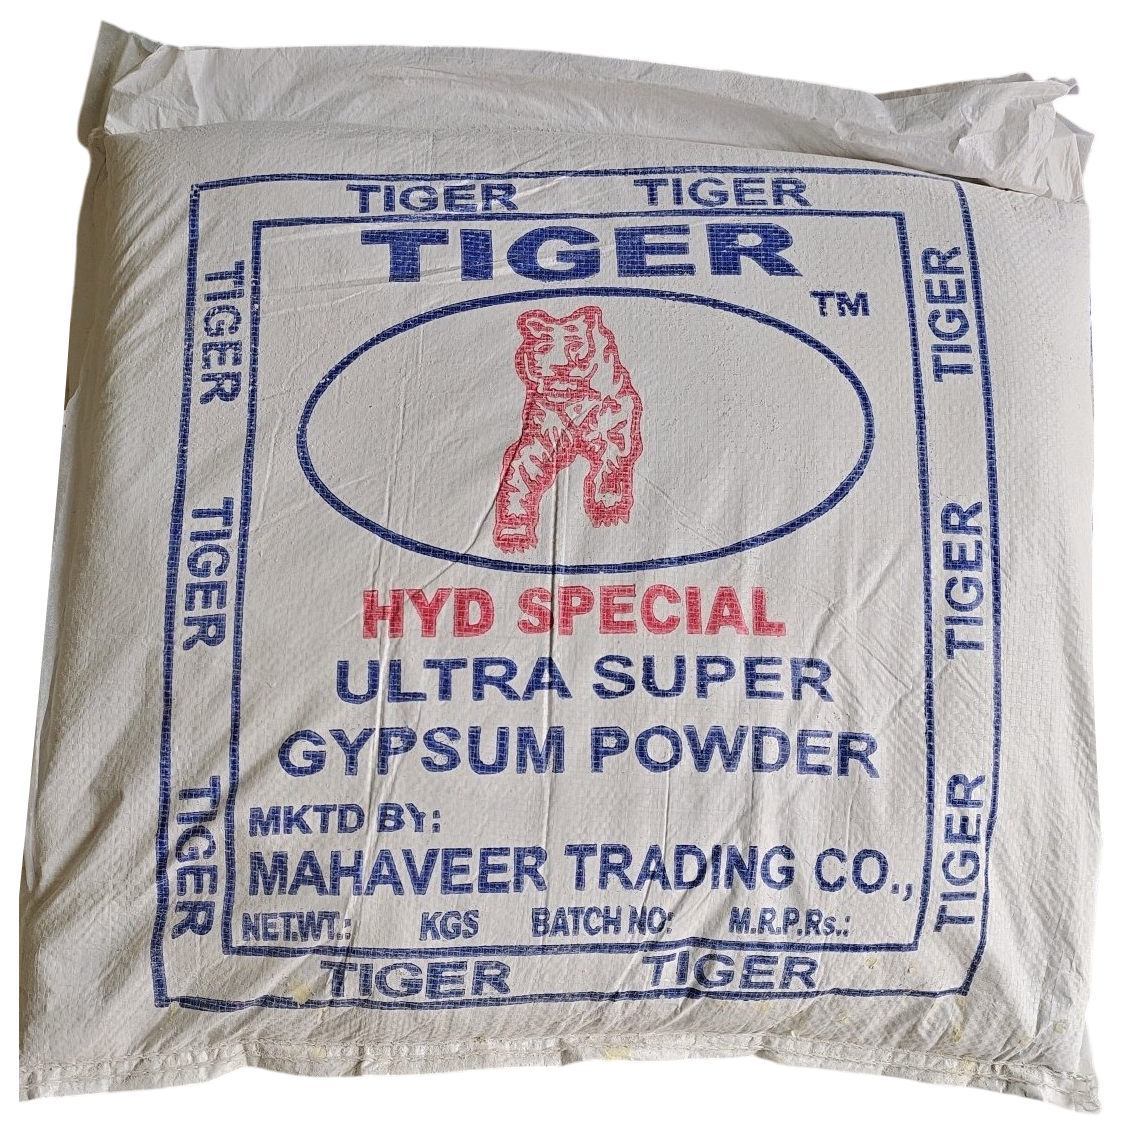 TIGER TIGER
TIGER
TM
HYD SPECIAL
ULTRA SUPER
GYPSUM POWDER
MKTD BY:
MAHAVEER TRADING CO.,
NET.WT.: KGS BATCH NO: M.R.P.Rs.:
TIGER TIGER
TIGER
TIGER
TIGER
TIGER
TIGER
TIGER